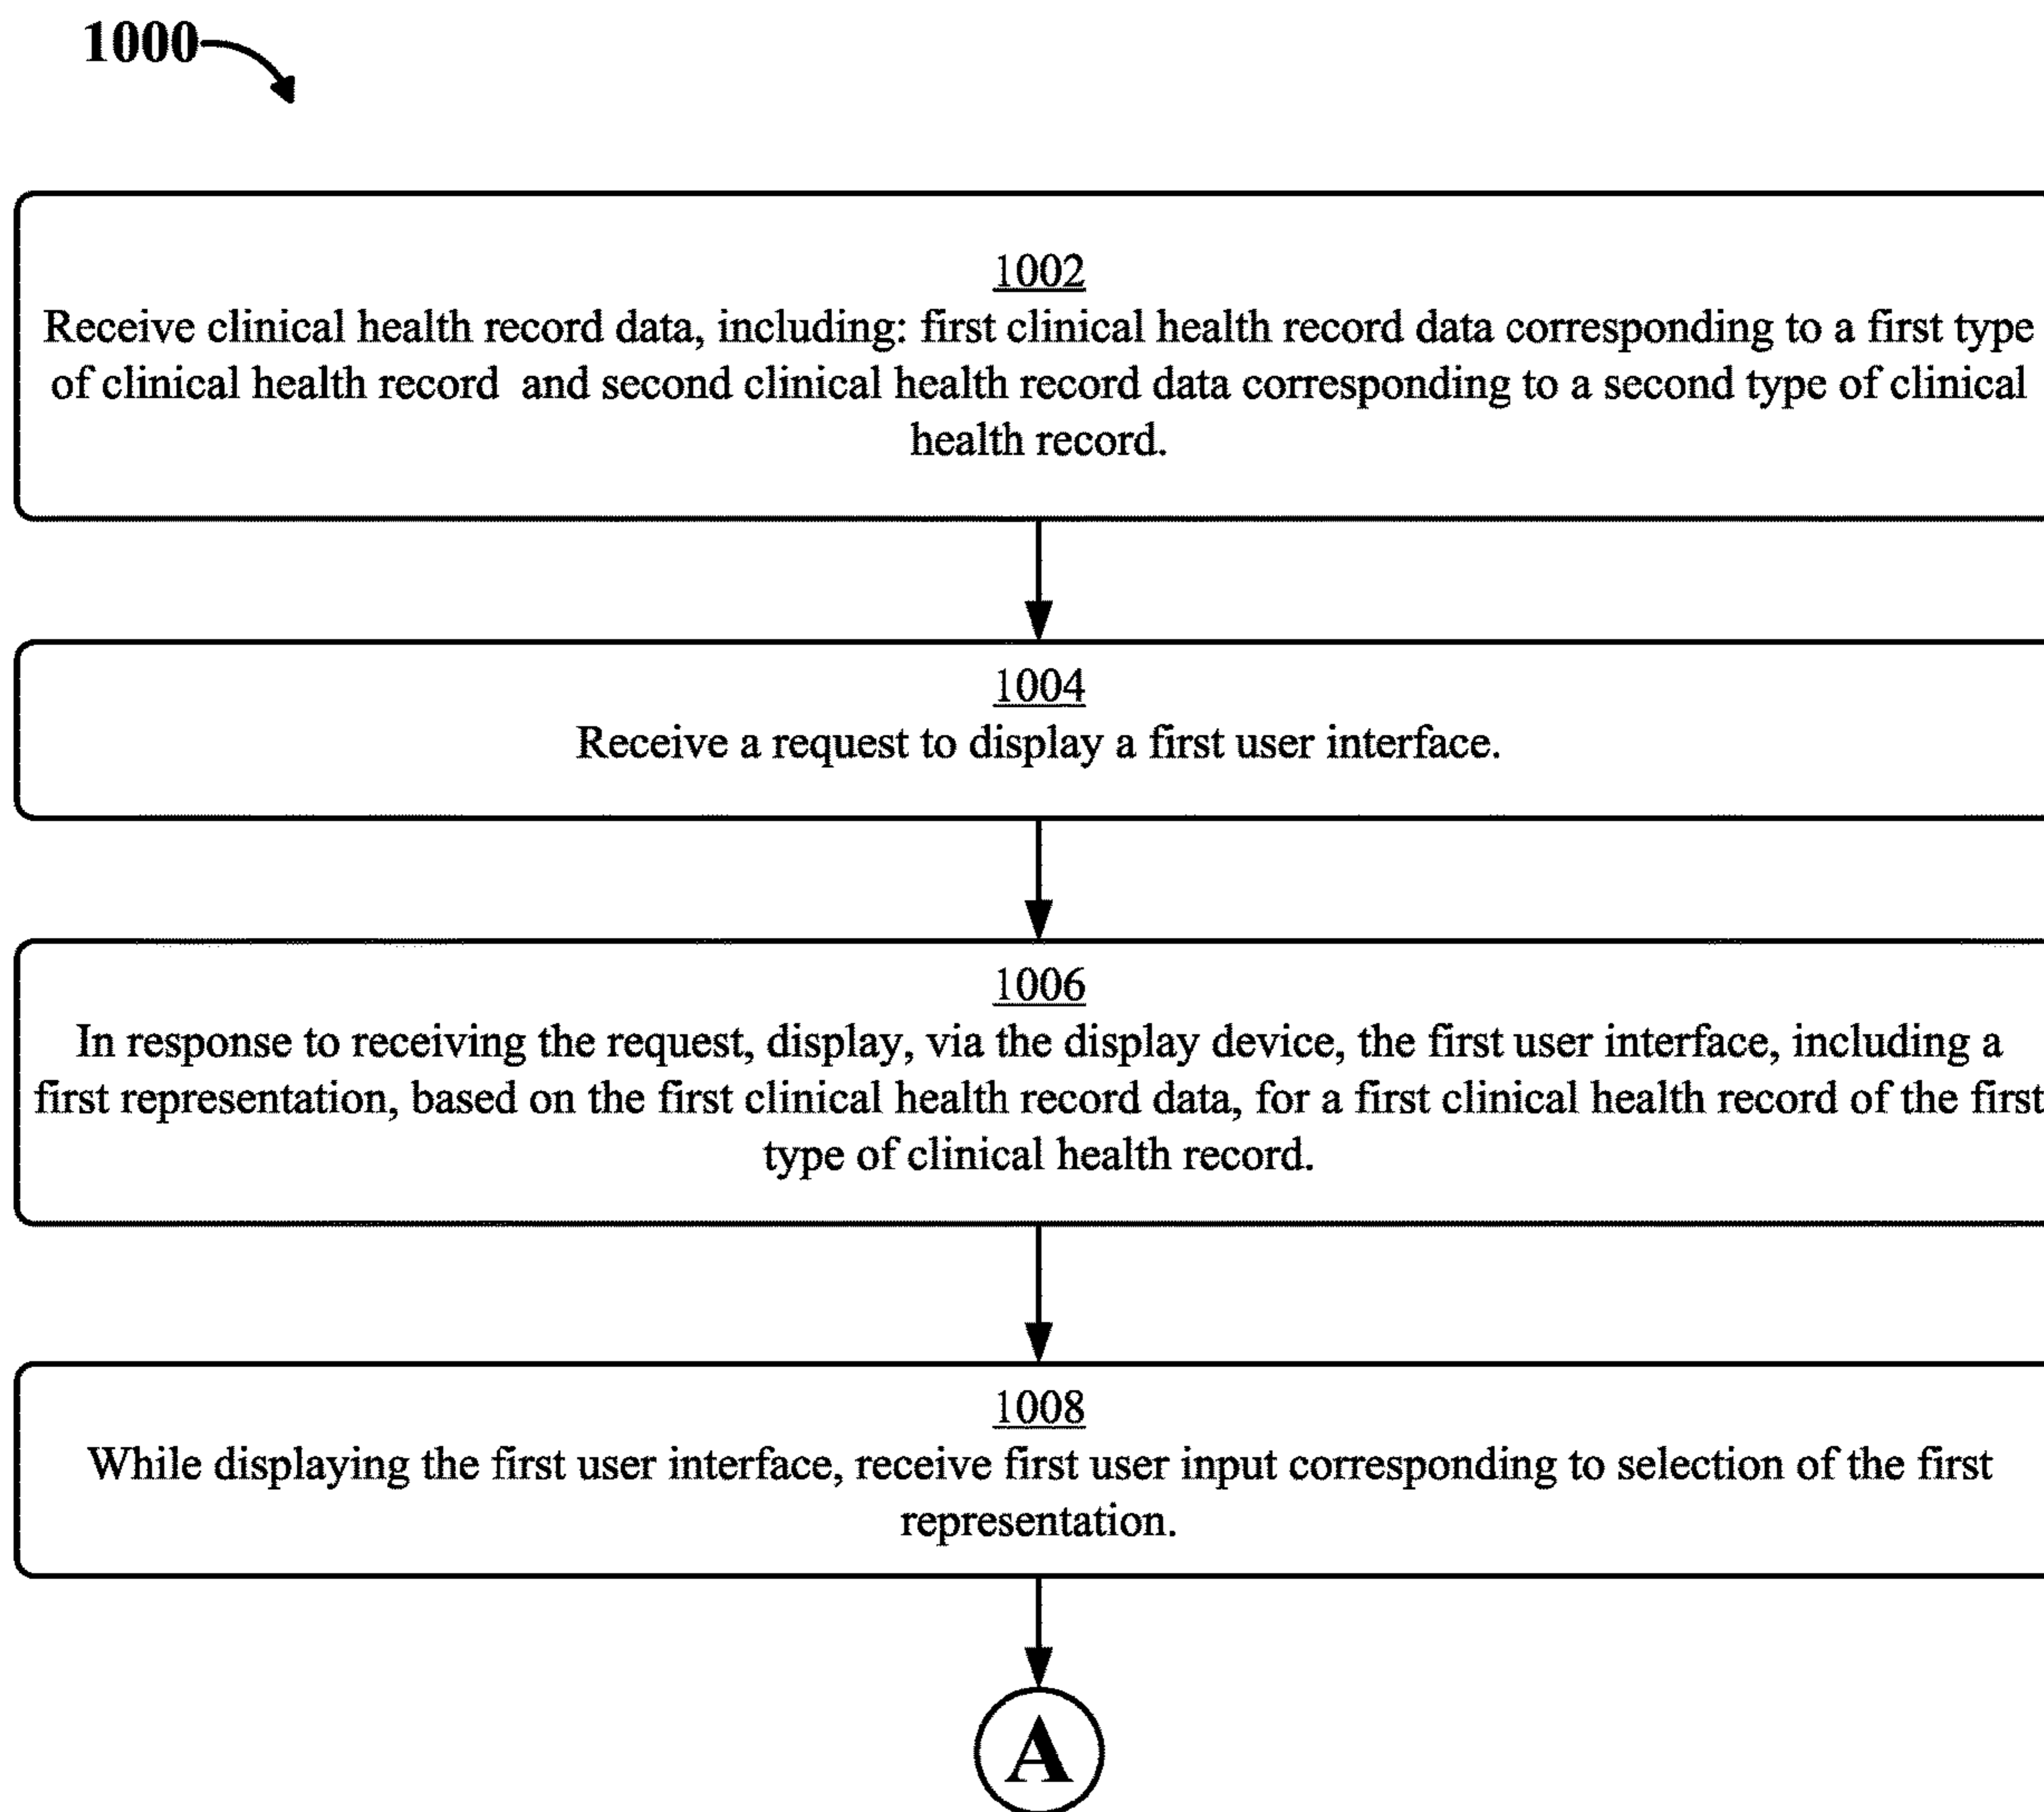 1000
1002
Receive clinical health record data, including: first clinical health record data corresponding to a first type
of clinical health record and second clinical health record data corresponding to a second type of clinical
health record.
1004
Receive a request to display a first user interface.
1006
In response to receiving the request, display, via the display device, the first user interface, including a
first representation, based on the first clinical health record data, for a first clinical health record of the first
type of clinical health record.
1008
While displaying the first user interface, receive first user input corresponding to selection of the first
representation.
A